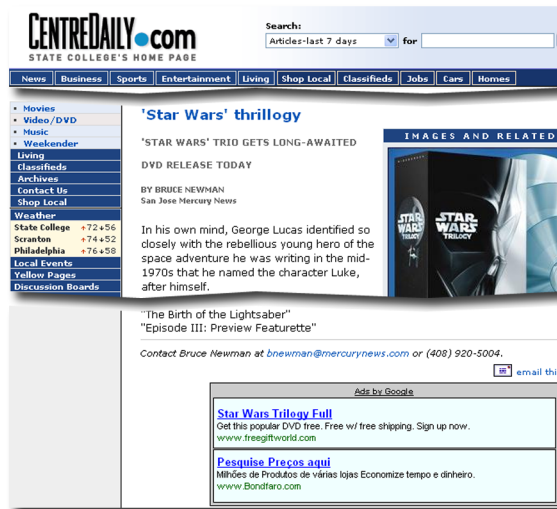 CENTREDAILY.com
STATE COLLEGE'S HOME PAGE
Search:
Articles-last 7 days for
News Business Sports Entertainment Living Shop Local Classifieds Jobs Cars Homes
Movies
Video/DVD
Music
Weekender
Living
Classifieds
Archives
Contact Us
Shop Local
Weather
State College +72+56
Scranton +74+52
Philadelphia +76+58
Local Events
Yellow Pages
Discussion Boards
'Star Wars' thrillogy
'STAR WARS' TRIO GETS LONG-AWAITED
DVD RELEASE TODAY
BY BRUCE NEWMAN
San Jose Mercury News
In his own mind, George Lucas identified so
closely with the rebellious young hero of the
space adventure he was writing in the mid-
1970s that he named the character Luke,
after himself.
IMAGES AND RELATED
STAR WARS TRILOGY
STAR WARS TRILOGY
"The Birth of the Lightsaber"
"Episode III: Preview Featurette"
Contact Bruce Newman at bnewman@mercurynews.com or (408) 920-5004.
email thi
Ads by Google
Star Wars Trilogy Full
Get this popular DVD free. Free w/ free shipping. Sign up now.
www.freegiftworld.com
Pesquise Preços aqui
Milhões de Produtos de várias lojas Economize tempo e dinheiro.
www.Bondfaro.com